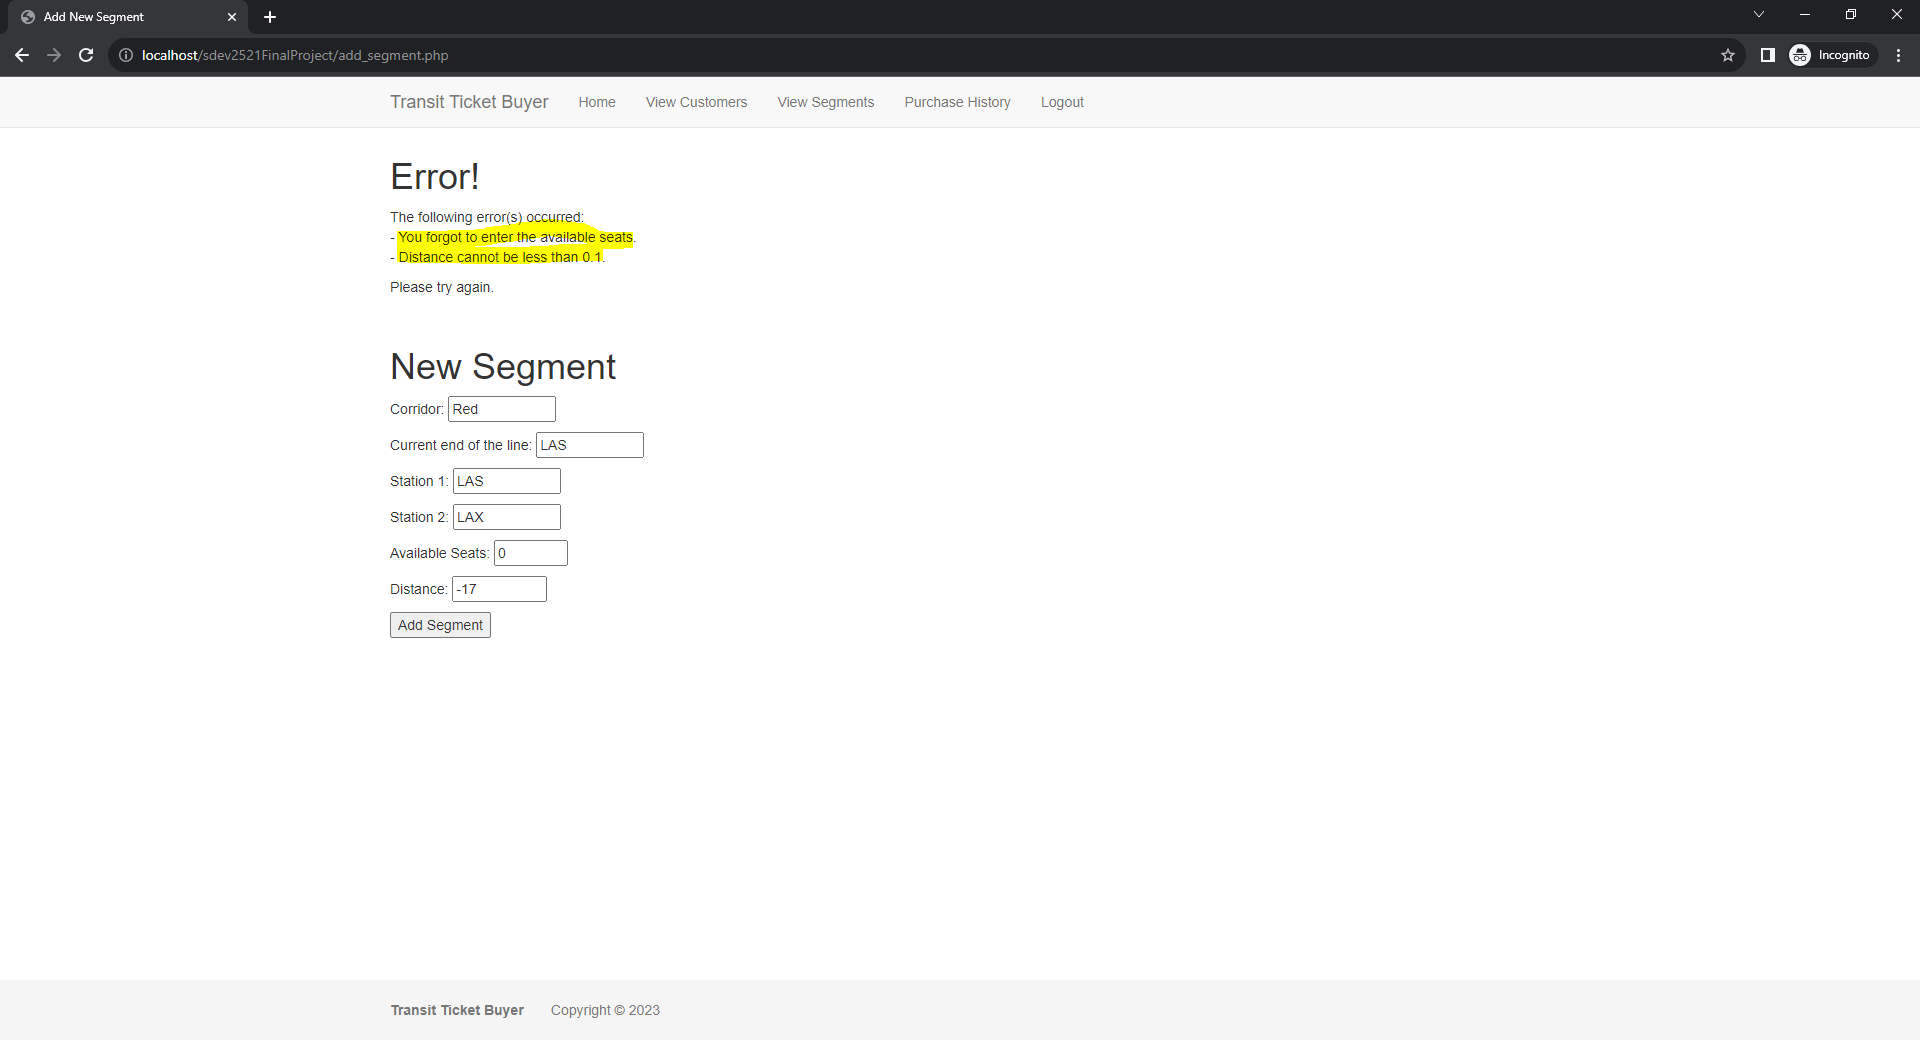 Add New Segment
localhost/sdev2521FinalProject/add_segment.php
Incognito
Transit Ticket Buyer Home View Customers View Segments Purchase History Logout
Error!
The following error(s) occurred:
- You forgot to enter the available seats.
- Distance cannot be less than 0.1.
Please try again.
New Segment
Corridor: Red
Current end of the line: LAS
Station 1: LAS
Station 2: LAX
Available Seats: 0
Distance: -17
Add Segment
Transit Ticket Buyer Copyright © 2023